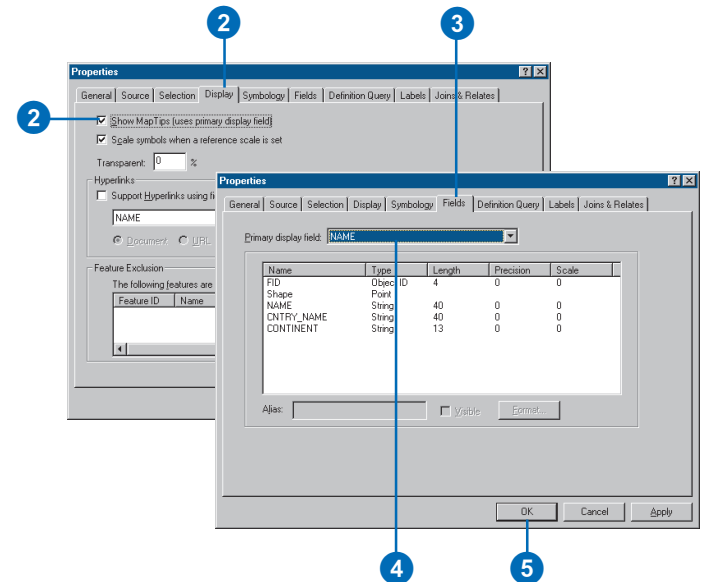 2
3
Properties
General Source Selection Display Symbology Fields Definition Query Labels Joins & Relates
2
Show MapTips (uses primary display field)
Scale symbols when a reference scale is set
Transparent: 0 %
Hyperlinks
Support Hyperlinks using
NAME
Document URL
Feature Exclusion
The following features are
Feature ID Name
Properties
General Source Selection Display Symbology Fields Definition Query Labels Joins & Relates
Primary display field: NAME
Name Type Length Precision Scale
FID Object ID 4 0 0
Shape Point
NAME String 40 0 0
CNTRY_NAME String 40 0 0
CONTINENT String 13 0 0
Alias: Visible Format...
OK Cancel Apply
4
5